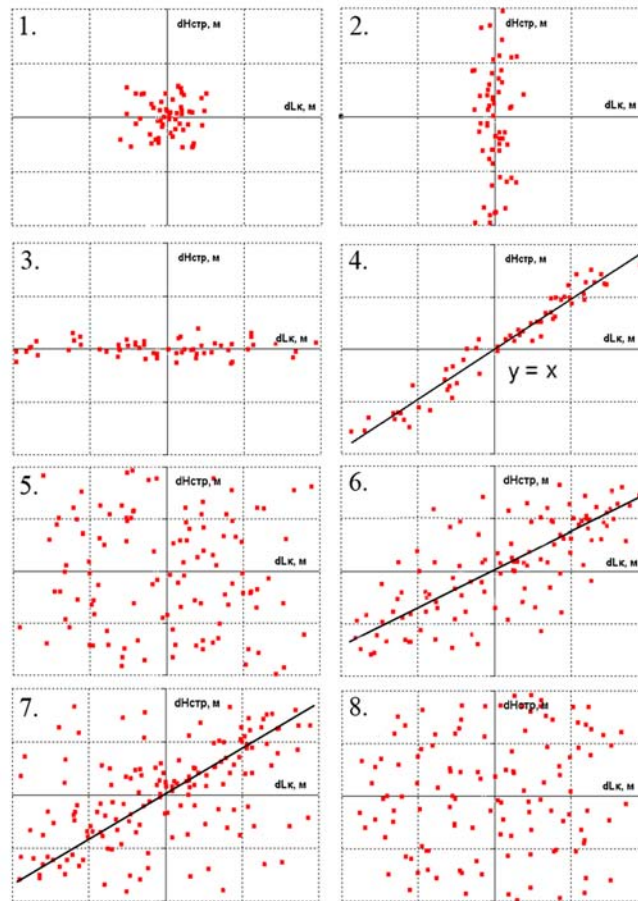 1.
dHстр, м
dLк, м
2.
dHстр, м
dLк, м
3.
dHстр, м
dLк, м
4.
dHстр, м
dLк, м
y = x
5.
dHстр, м
dLк, м
6.
dHстр, м
dLк, м
7.
dHстр, м
dLк, м
8.
dHстр, м
dLк, м